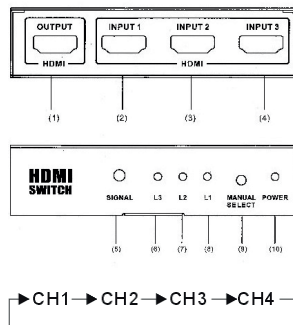 OUTPUT INPUT 1 INPUT 2 INPUT 3
HDMI HDMI
(1) (2) (3) (4)
HDMI
SWITCH
SIGNAL L3 L2 L1 MANUAL SELECT POWER
(5) (6) (7) (8) (9) (10)
CH1 CH2 CH3 CH4